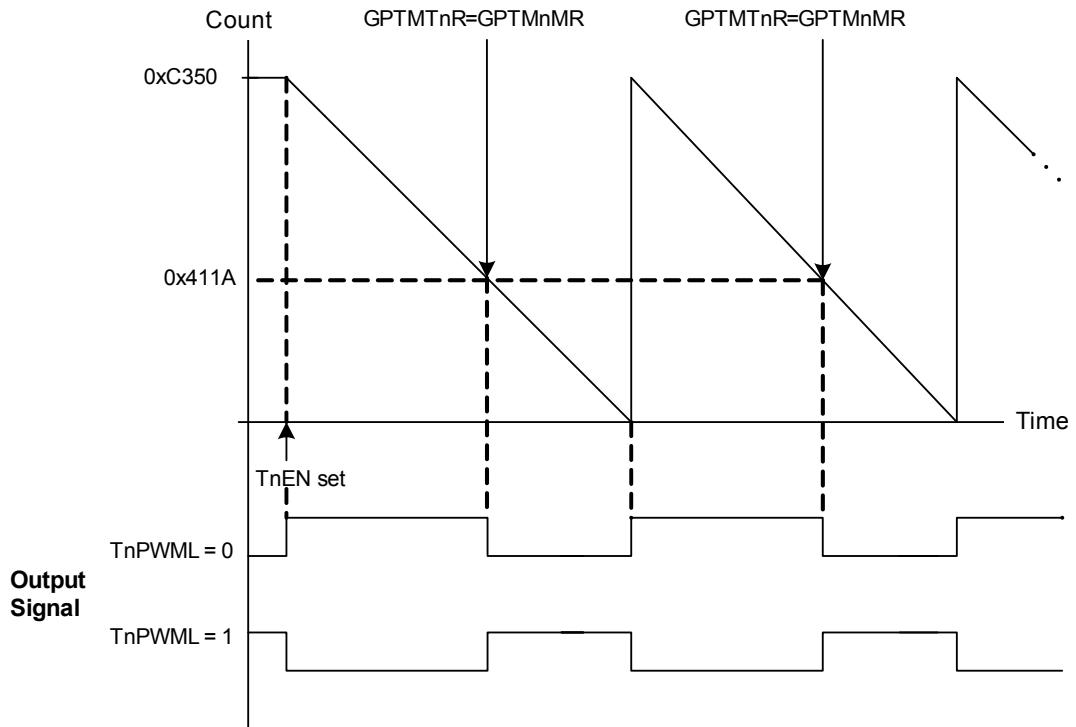 Count
GPTMTnR=GPTMnMR
GPTMTnR=GPTMnMR
0xC350
0x411A
Time
TnEN set
TnPWML = 0
Output
Signal
TnPWML = 1